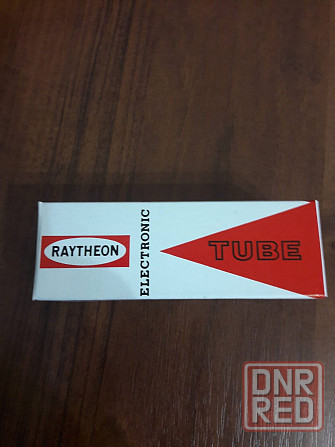 RAYTHEON
ELECTRONIC
TUBE
DNR
RED